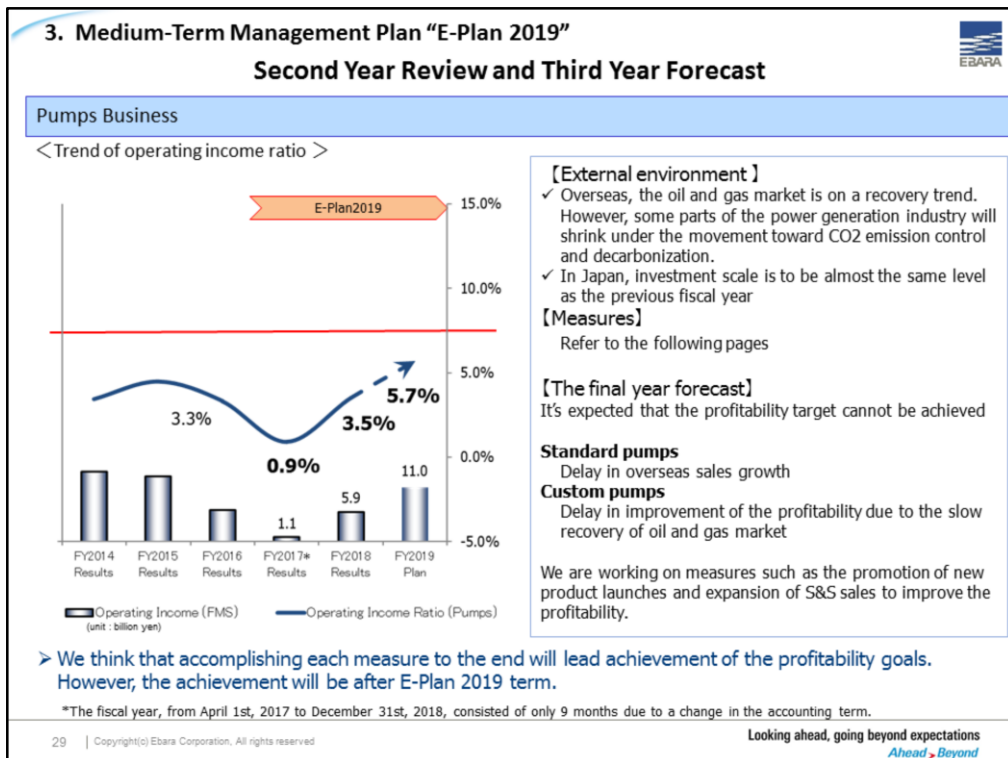 3. Medium-Term Management Plan “E-Plan 2019”
Second Year Review and Third Year Forecast
EBARA
Pumps Business
＜Trend of operating income ratio ＞
E-Plan2019
15.0%
10.0%
5.0%
0.0%
-5.0%
3.3%
0.9%
3.5%
5.7%
1.1
5.9
11.0
FY2014 Results
FY2015 Results
FY2016 Results
FY2017* Results
FY2018 Results
FY2019 Plan
Operating Income (FMS)
(unit : billion yen)
Operating Income Ratio (Pumps)
【External environment 】
✓ Overseas, the oil and gas market is on a recovery trend.
However, some parts of the power generation industry will
shrink under the movement toward CO2 emission control
and decarbonization.
✓ In Japan, investment scale is to be almost the same level
as the previous fiscal year
【Measures】
Refer to the following pages
【The final year forecast】
It’s expected that the profitability target cannot be achieved
Standard pumps
Delay in overseas sales growth
Custom pumps
Delay in improvement of the profitability due to the slow
recovery of oil and gas market
We are working on measures such as the promotion of new
product launches and expansion of S&S sales to improve the
profitability.
➢ We think that accomplishing each measure to the end will lead achievement of the profitability goals.
However, the achievement will be after E-Plan 2019 term.
*The fiscal year, from April 1st, 2017 to December 31st, 2018, consisted of only 9 months due to a change in the accounting term.
29 | Copyright(c) Ebara Corporation, All rights reserved
Looking ahead, going beyond expectations
Ahead > Beyond